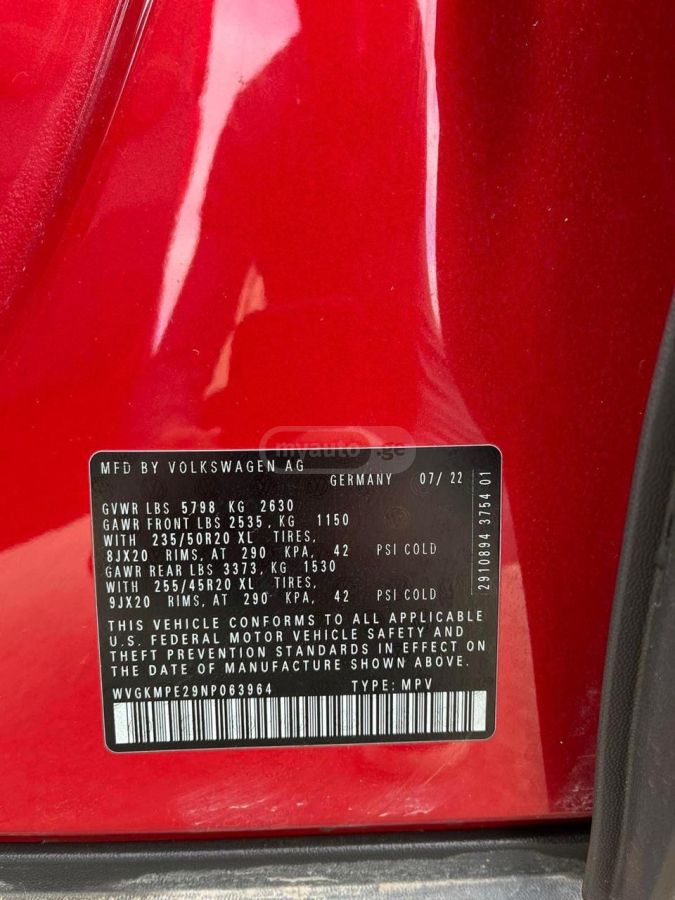 myauto.ge
MFD BY VOLKSWAGEN AG
GERMANY 07/ 22
GVWR LBS 5798 KG 2630
GAWR FRONT LBS 2535, KG 1150
WITH 235/50R20 XL TIRES,
8JX20 RIMS, AT 290 KPA, 42 PSI COLD
GAWR REAR LBS 3373, KG 1530
WITH 255/45R20 XL TIRES,
9JX20 RIMS, AT 290 KPA, 42 PSI COLD
THIS VEHICLE CONFORMS TO ALL APPLICABLE
U.S. FEDERAL MOTOR VEHICLE SAFETY AND
THEFT PREVENTION STANDARDS IN EFFECT ON
THE DATE OF MANUFACTURE SHOWN ABOVE.
WVGKMPE29NP063964 TYPE: MPV
2910894 3754 01